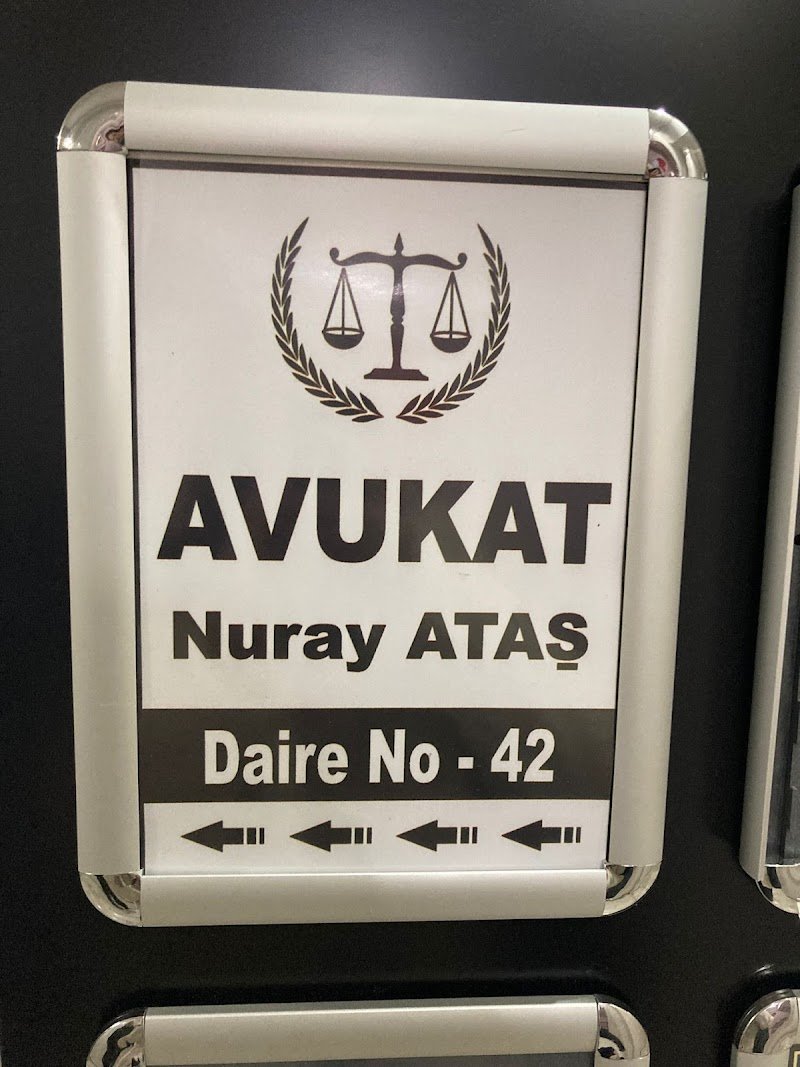 AVUKAT
Nuray ATAŞ
Daire No - 42